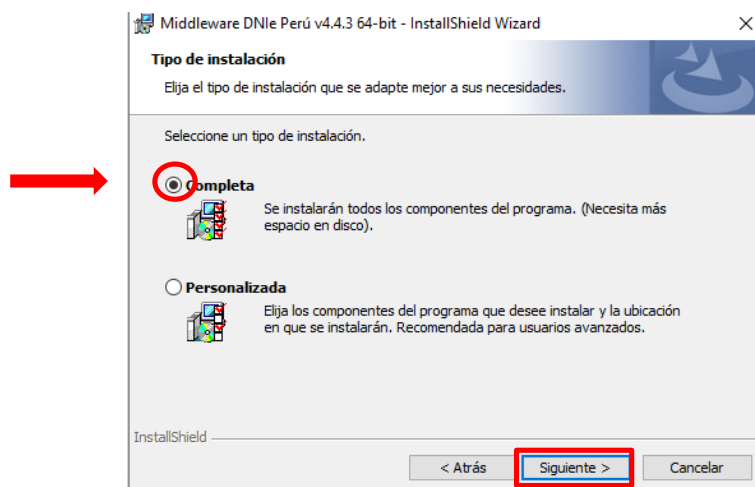 Middleware DNIe Perú v4.4.3 64-bit - InstallShield Wizard
Tipo de instalación
Elija el tipo de instalación que se adapte mejor a sus necesidades.
Seleccione un tipo de instalación.
Completa
Se instalarán todos los componentes del programa. (Necesita más
espacio en disco).
Personalizada
Elija los componentes del programa que desee instalar y la ubicación
en que se instalarán. Recomendada para usuarios avanzados.
InstallShield
< Atrás Siguiente > Cancelar